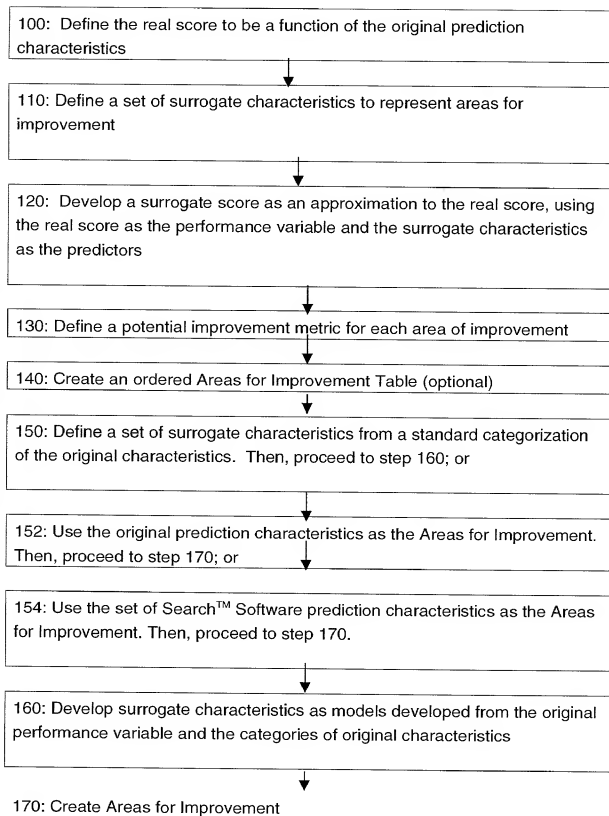 100: Define the real score to be a function of the original prediction
characteristics
110: Define a set of surrogate characteristics to represent areas for
improvement
120: Develop a surrogate score as an approximation to the real score, using
the real score as the performance variable and the surrogate characteristics
as the predictors
130: Define a potential improvement metric for each area of improvement
140: Create an ordered Areas for Improvement Table (optional)
150: Define a set of surrogate characteristics from a standard categorization
of the original characteristics. Then, proceed to step 160; or
152: Use the original prediction characteristics as the Areas for Improvement.
Then, proceed to step 170; or
154: Use the set of Search™ Software prediction characteristics as the Areas
for Improvement. Then, proceed to step 170.
160: Develop surrogate characteristics as models developed from the original
performance variable and the categories of original characteristics
170: Create Areas for Improvement